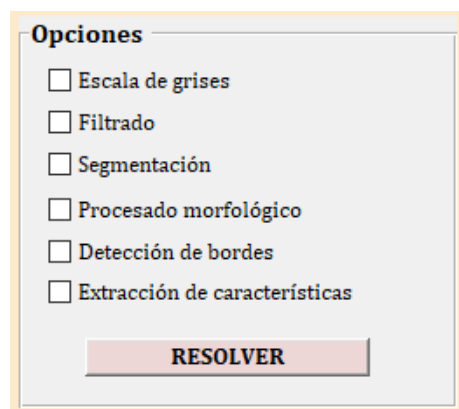 Opciones
Escala de grises
Filtrado
Segmentación
Procesado morfológico
Detección de bordes
Extracción de características
RESOLVER